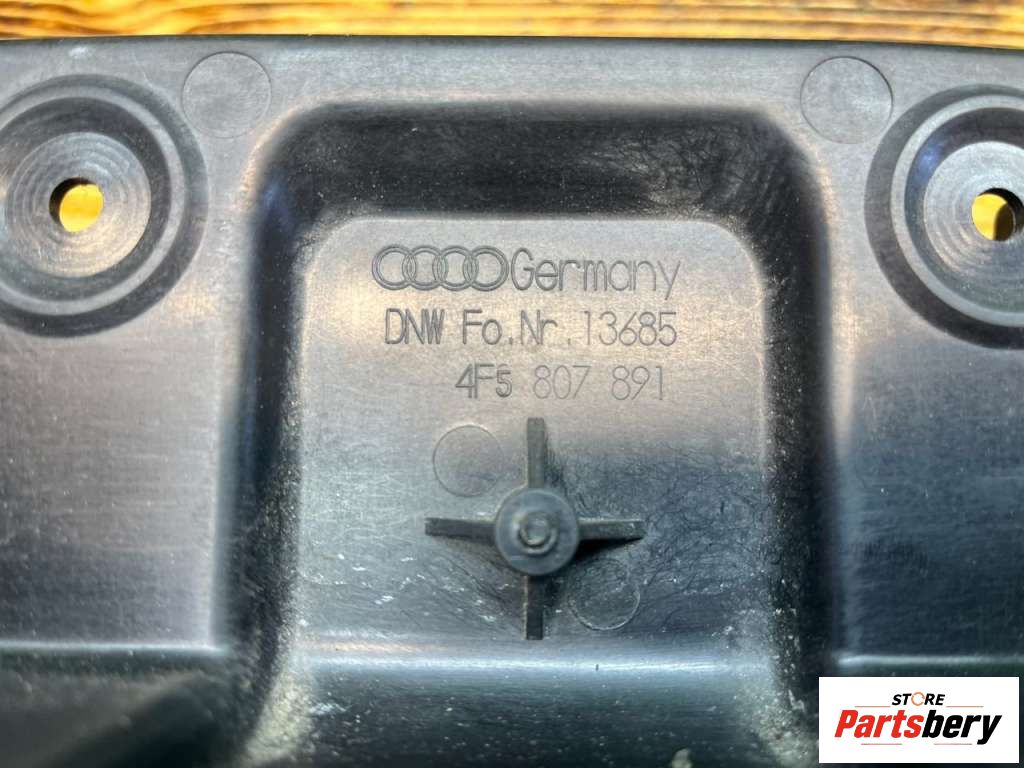 Germany
DNW Fo.Nr.13685
4F5 807 891
STORE
Partsbery